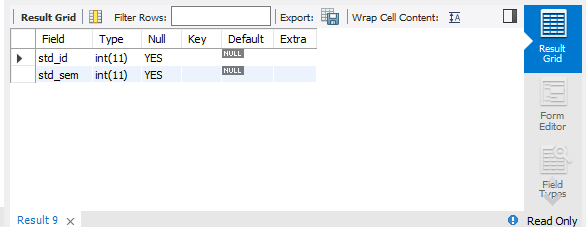 Result Grid Filter Rows: Export: Wrap Cell Content:
Field Type Null Key Default Extra
std_id int(11) YES NULL
std_sem int(11) YES NULL
Result
Grid
Form
Editor
Field
Types
Result 9 × Read Only